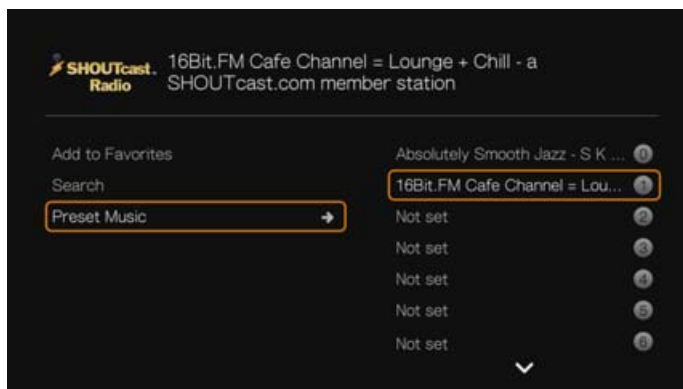 SHOUTcast
Radio
16Bit.FM Cafe Channel = Lounge + Chill - a
SHOUTcast.com member station
Add to Favorites
Search
Preset Music
Absolutely Smooth Jazz - S K ... 0
16Bit.FM Cafe Channel = Lou... 1
Not set 2
Not set 3
Not set 4
Not set 5
Not set 6